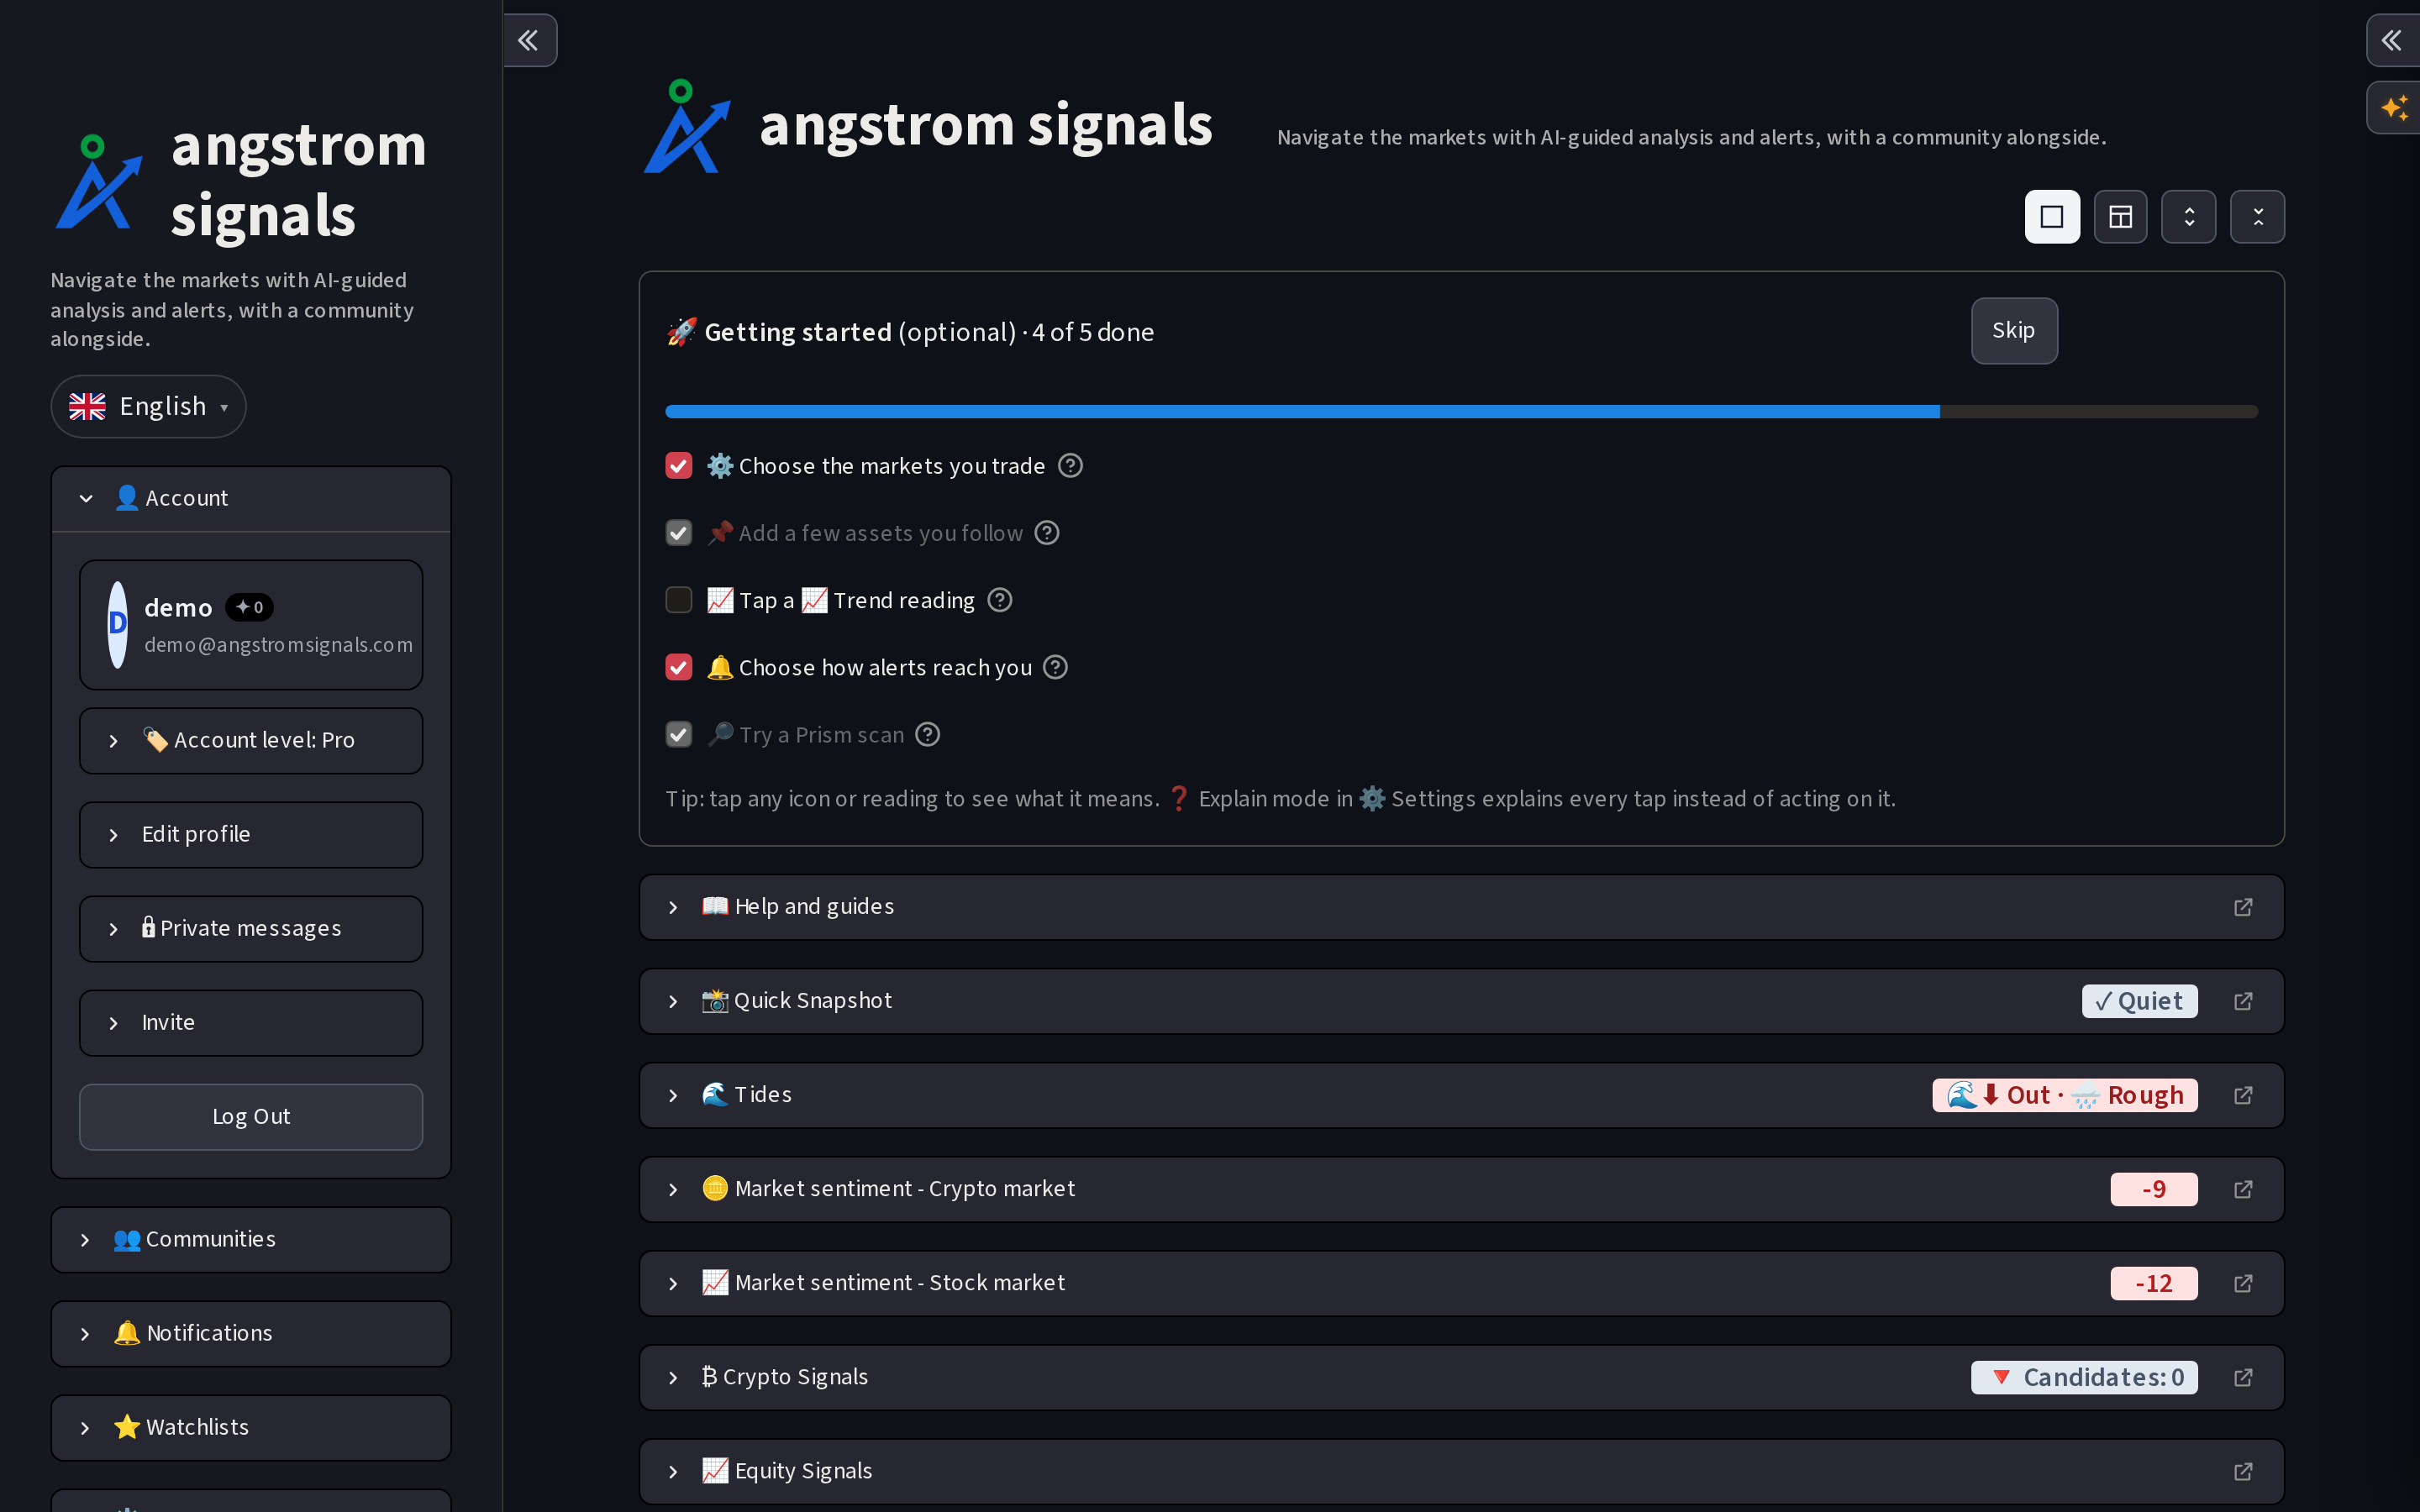 angstrom
signals
Navigate the markets with AI-guided
analysis and alerts, with a community
alongside.
English
Account
D
demo
0
demo@angstromsignals.com
Account level: Pro
Edit profile
Private messages
Invite
Log Out
Communities
Notifications
Watchlists
angstrom signals
Navigate the markets with AI-guided analysis and alerts, with a community alongside.
Getting started (optional) · 4 of 5 done
Skip
Choose the markets you trade
Add a few assets you follow
Tap a 📈 Trend reading
Choose how alerts reach you
Try a Prism scan
Tip: tap any icon or reading to see what it means. ❓ Explain mode in ⚙️ Settings explains every tap instead of acting on it.
Help and guides
Quick Snapshot
✓ Quiet
Tides
Out · 🌧️ Rough
Market sentiment - Crypto market
-9
Market sentiment - Stock market
-12
₿ Crypto Signals
Candidates: 0
Equity Signals